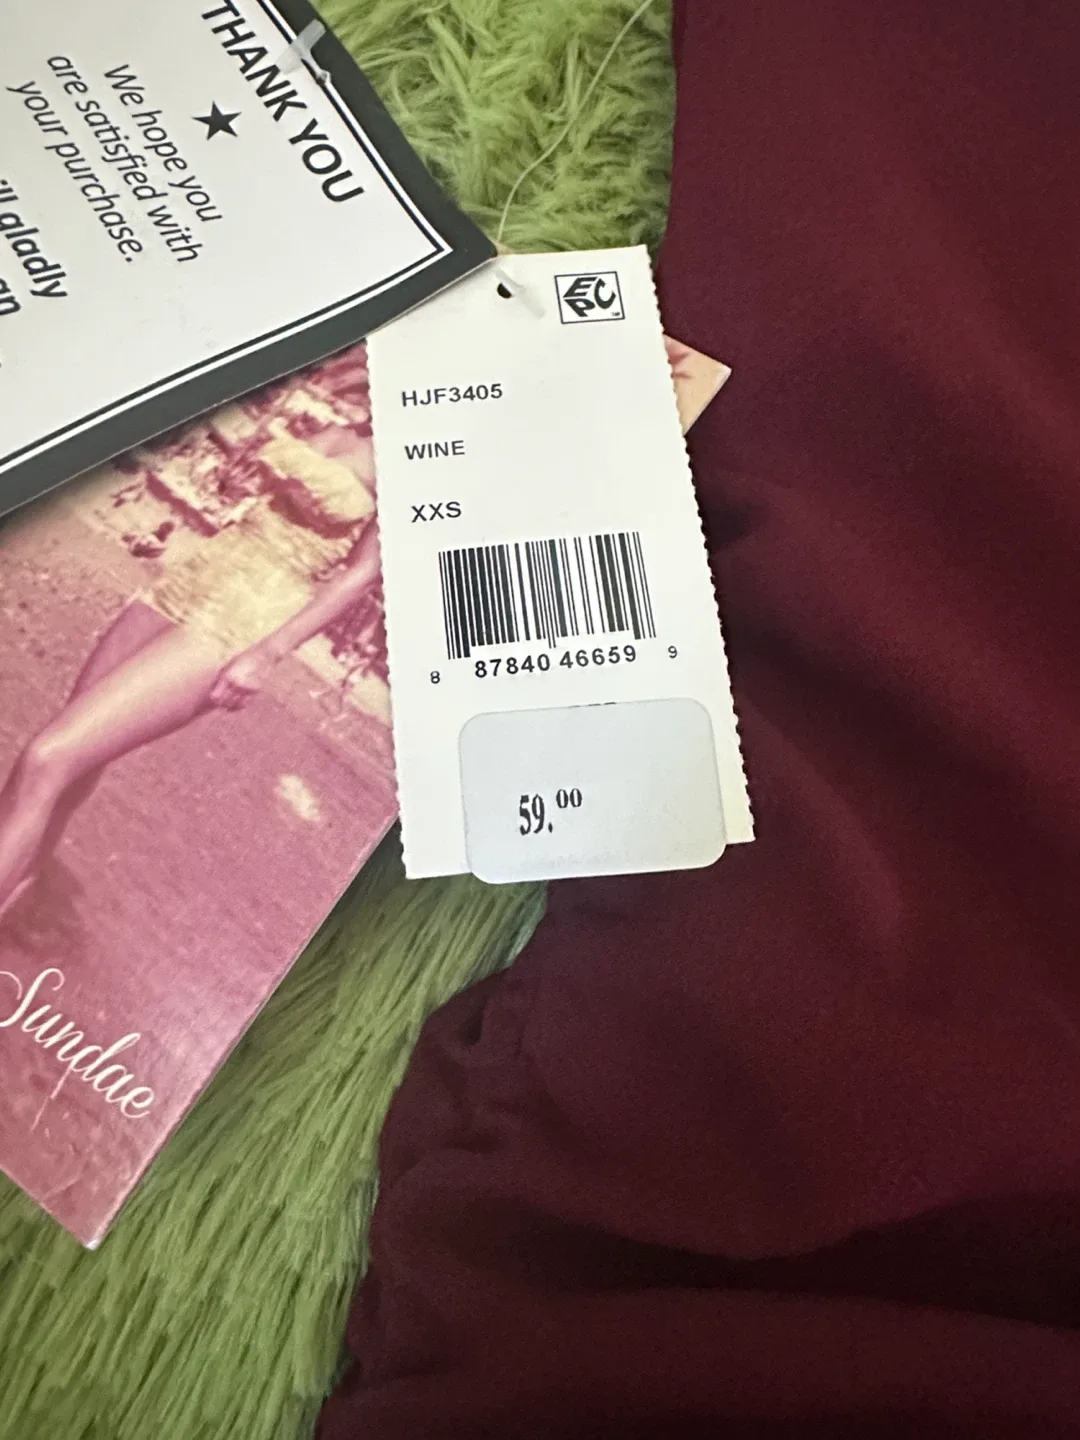 THANK YOU
We hope you
are satisfied with
your purchase.
gladly
EPC
HJF3405
WINE
XXS
8 87840 46659 9
59.00
Sundae